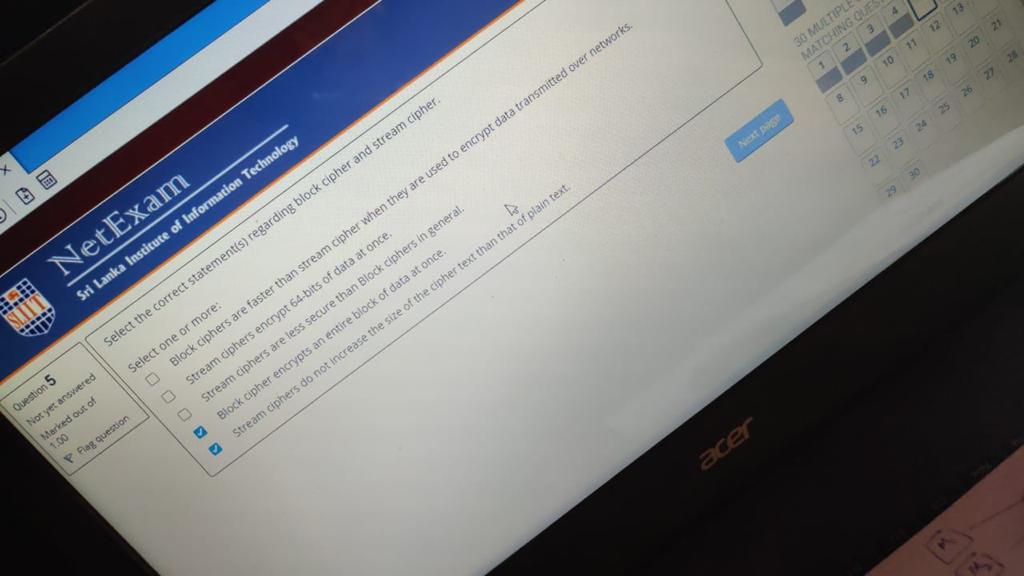 NetExam
Sri Lanka Institute of Information Technology
SLIIT
Question 5
Not yet answered
Marked out of
1.00
Flag question
Select the correct statement(s) regarding block cipher and stream cipher.
Select one or more:
Block ciphers are faster than stream cipher when they are used to encrypt data transmitted over networks.
Stream ciphers encrypt 64-bits of data at once.
Stream ciphers are less secure than Block ciphers in general.
Block cipher encrypts an entire block of data at once.
Stream ciphers do not increase the size of the cipher text than that of plain text.
Next page
30 MULTIPLE
MATCHING QUES
1 2 3 4
8 9 10 11 12 13
15 16 17 18 19 20 21
22 23 24 25 26 27 28
29 30
acer